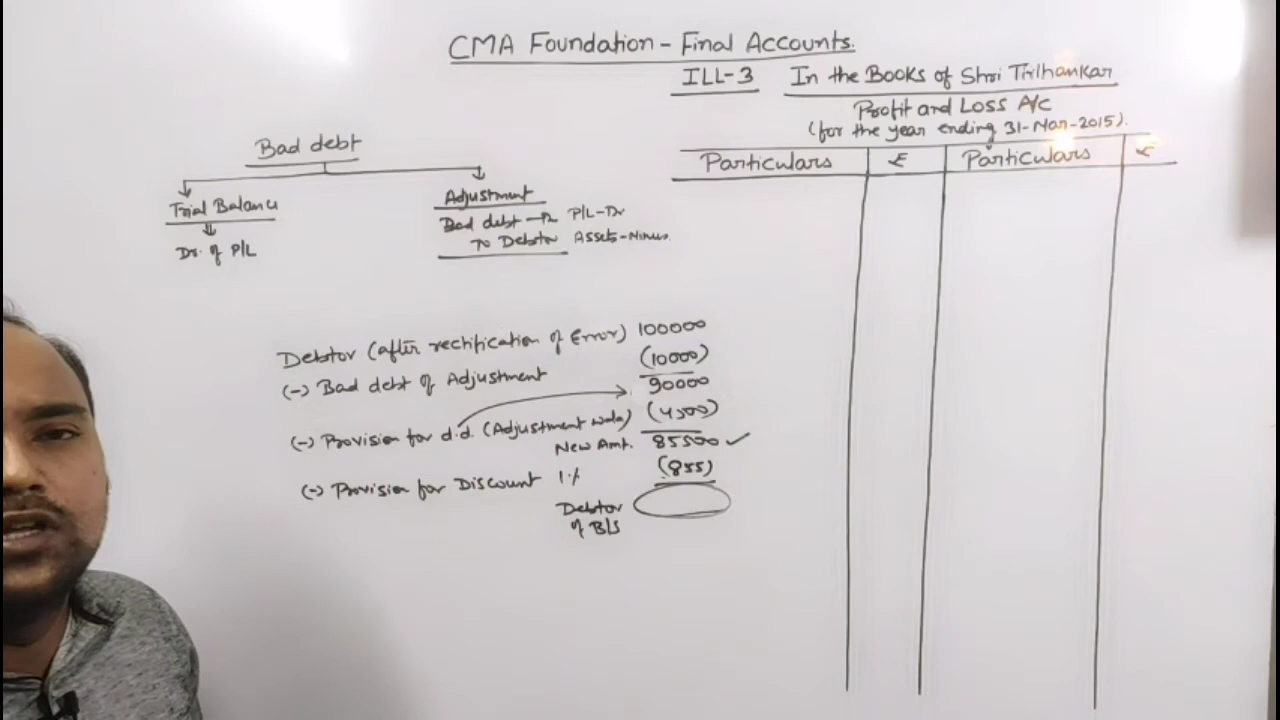 CMA Foundation - Final Accounts.
ILL-3 In the Books of Shri Tirthankar
Profit and Loss A/c
(for the year ending 31-Mar-2015).
Particulars ₹ Particulars ₹
Bad debt
Trial Balance
Dr. of P/L
Adjustment
Bad debt - Dr P/L-Dr
To Debtor Assets-Minus.
Debtor (after rectification of Error) 100000
(-) Bad debt of Adjustment (10000)
90000
(-) Provision for d.d. (Adjustment wala) (4500)
New Amt. 85500 ✓
(-) Provision for Discount 1% (855)
Debtor
of B/S